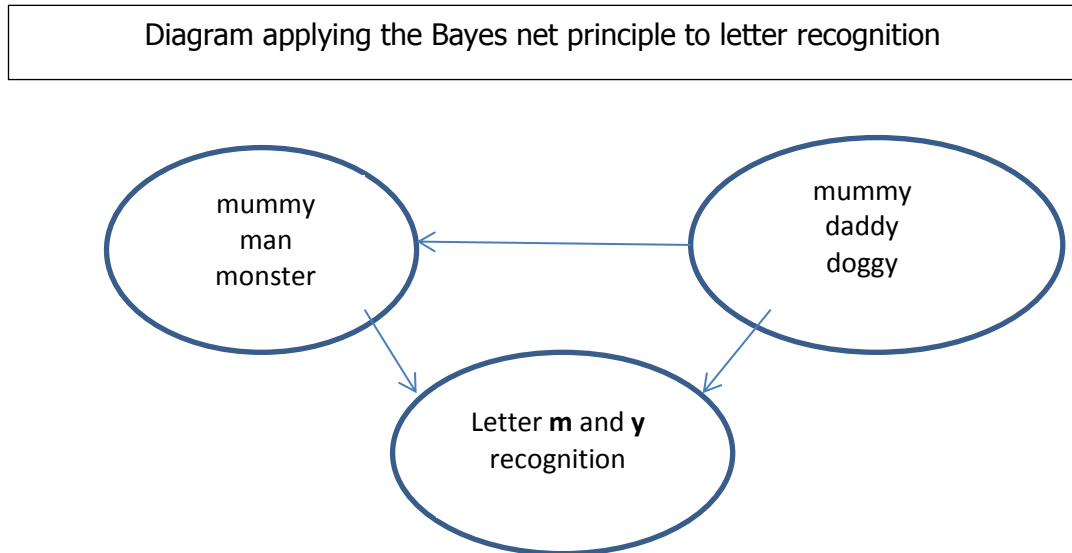 Diagram applying the Bayes net principle to letter recognition
mummy
man
monster
mummy
daddy
doggy
Letter m and y
recognition